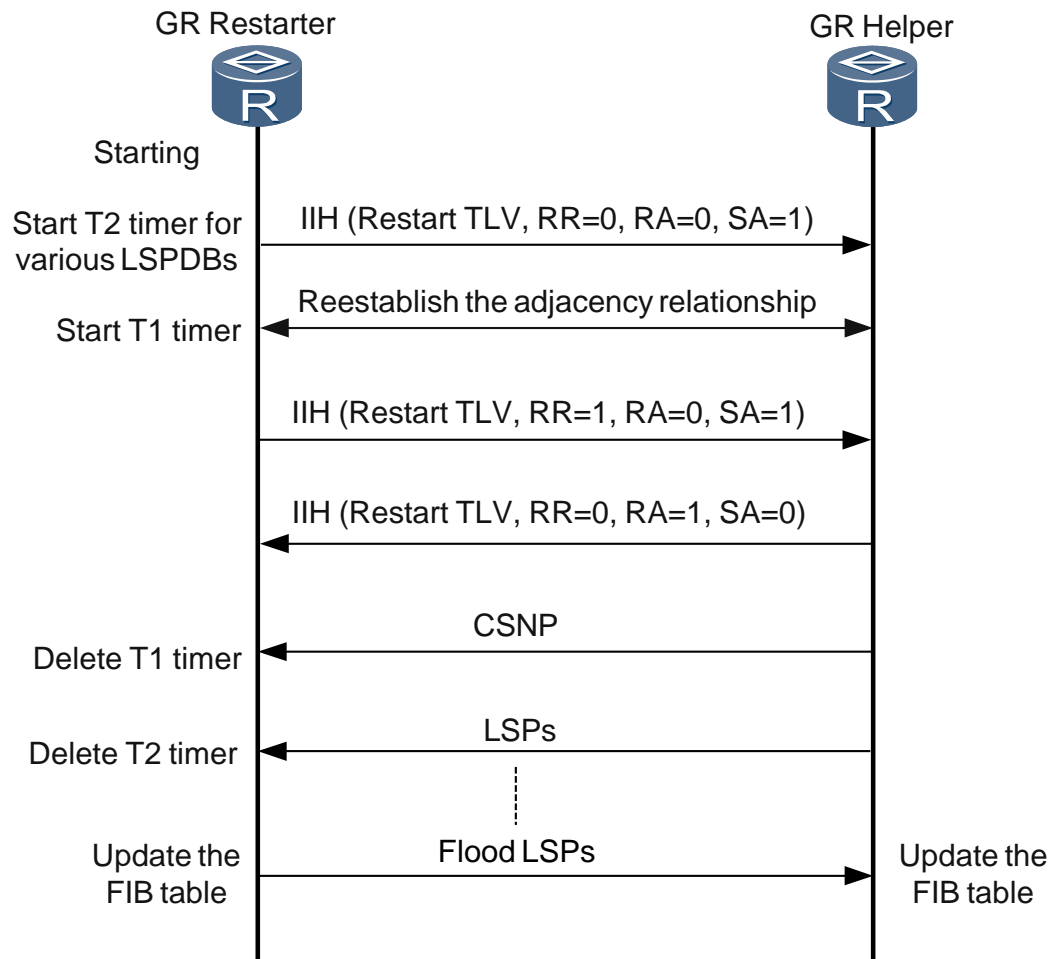 GR Restarter
GR Helper
R
R
Starting
Start T2 timer for
various LSPDBs
IIH (Restart TLV, RR=0, RA=0, SA=1)
Reestablish the adjacency relationship
Start T1 timer
IIH (Restart TLV, RR=1, RA=0, SA=1)
IIH (Restart TLV, RR=0, RA=1, SA=0)
CSNP
Delete T1 timer
LSPs
Delete T2 timer
Update the
FIB table
Flood LSPs
Update the
FIB table